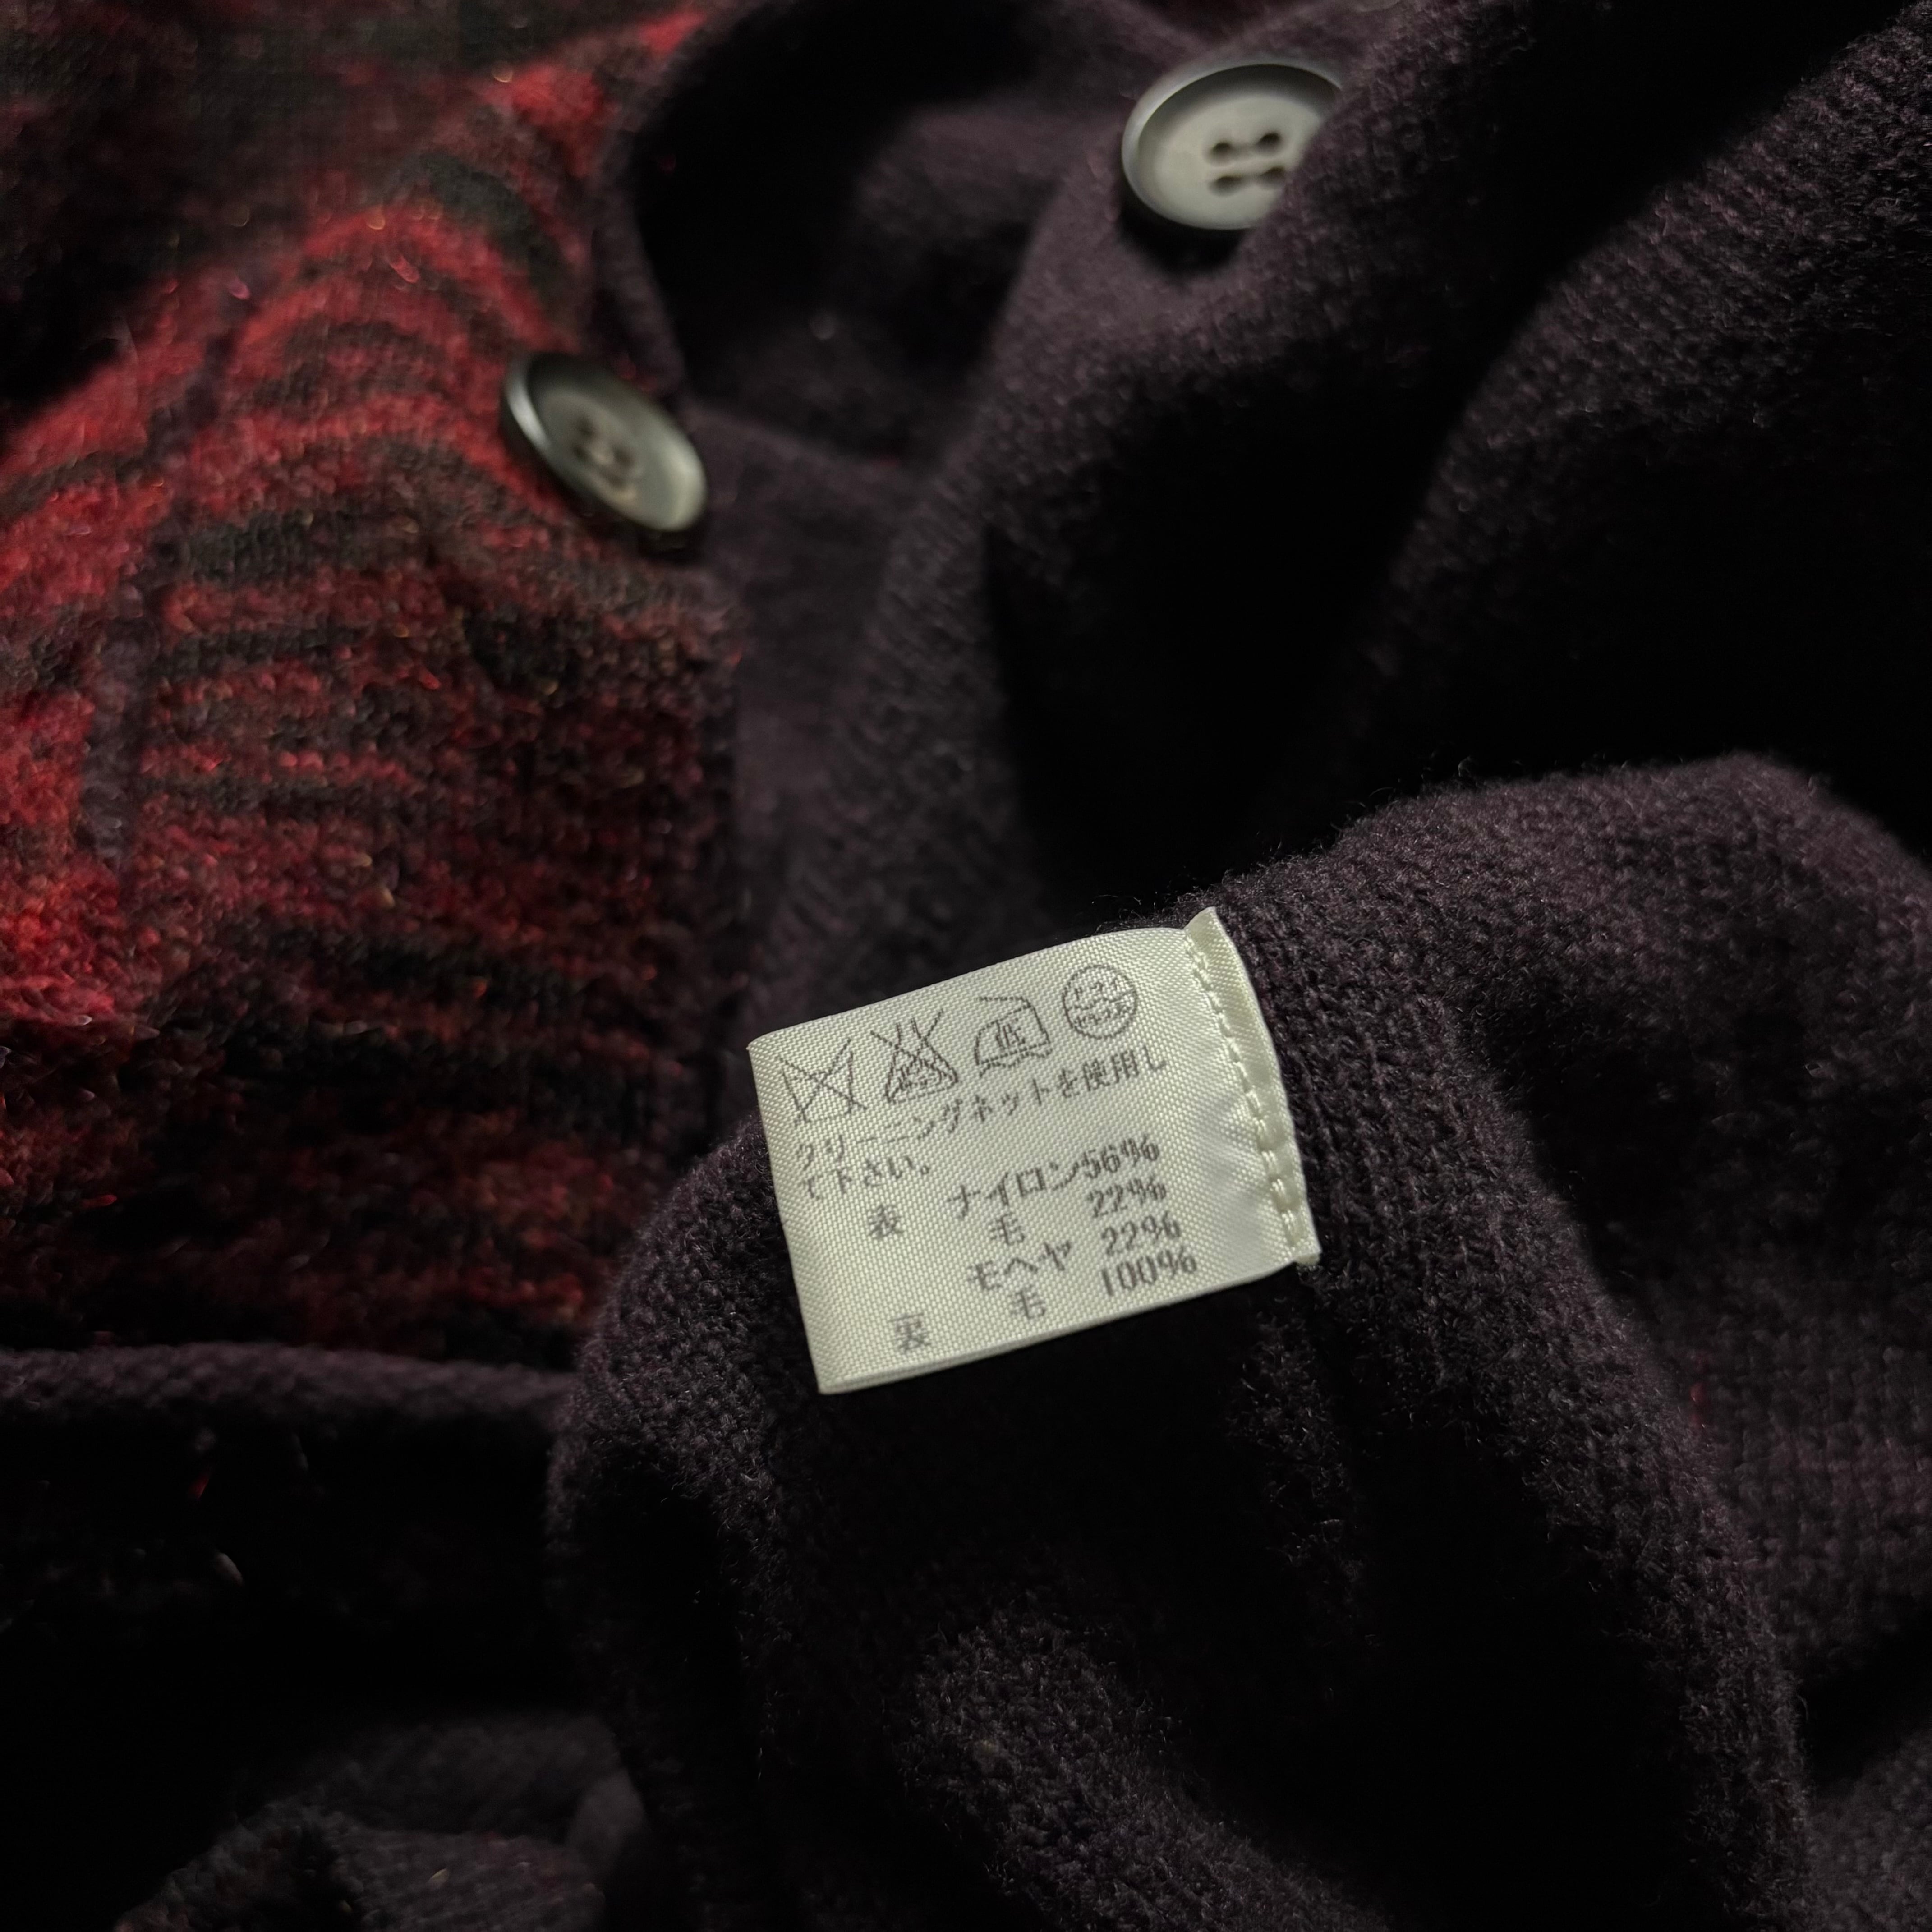 低
クリーニングネットを使用し
て下さい。
表 ナイロン56%
毛 22%
モヘヤ 22%
裏 毛 100%